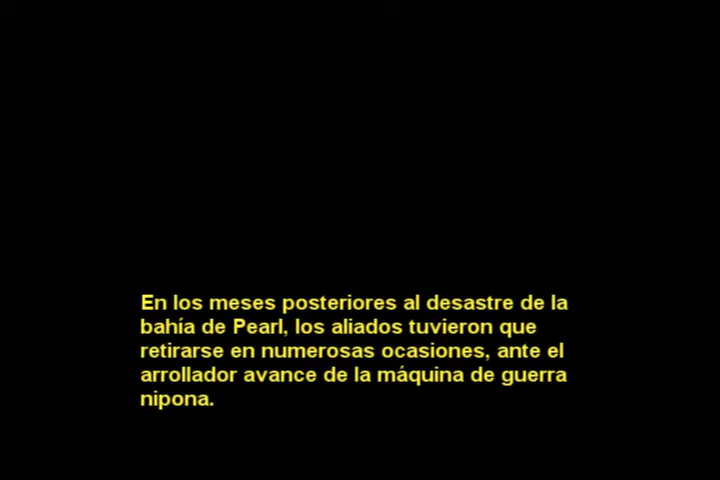 En los meses posteriores al desastre de la
bahía de Pearl, los aliados tuvieron que
retirarse en numerosas ocasiones, ante el
arrollador avance de la máquina de guerra
nipona.